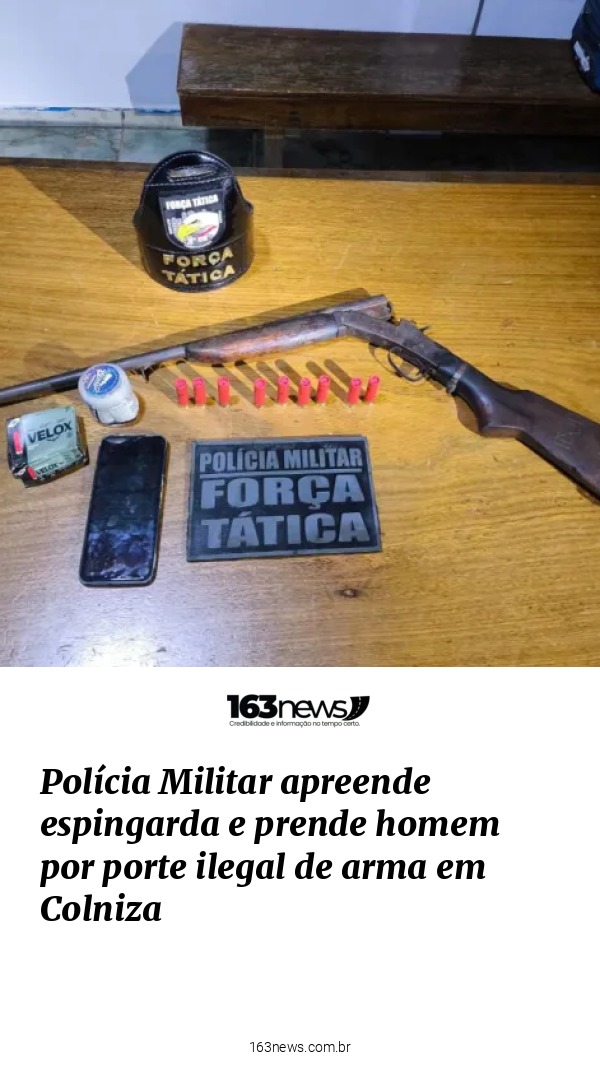 FORÇA TÁTICA
FORÇA
TÁTICA
VELOX
VELOX
POLÍCIA MILITAR
FORÇA
TÁTICA
163news
Credibilidade e informação no tempo certo.
Polícia Militar apreende
espingarda e prende homem
por porte ilegal de arma em
Colniza
163news.com.br